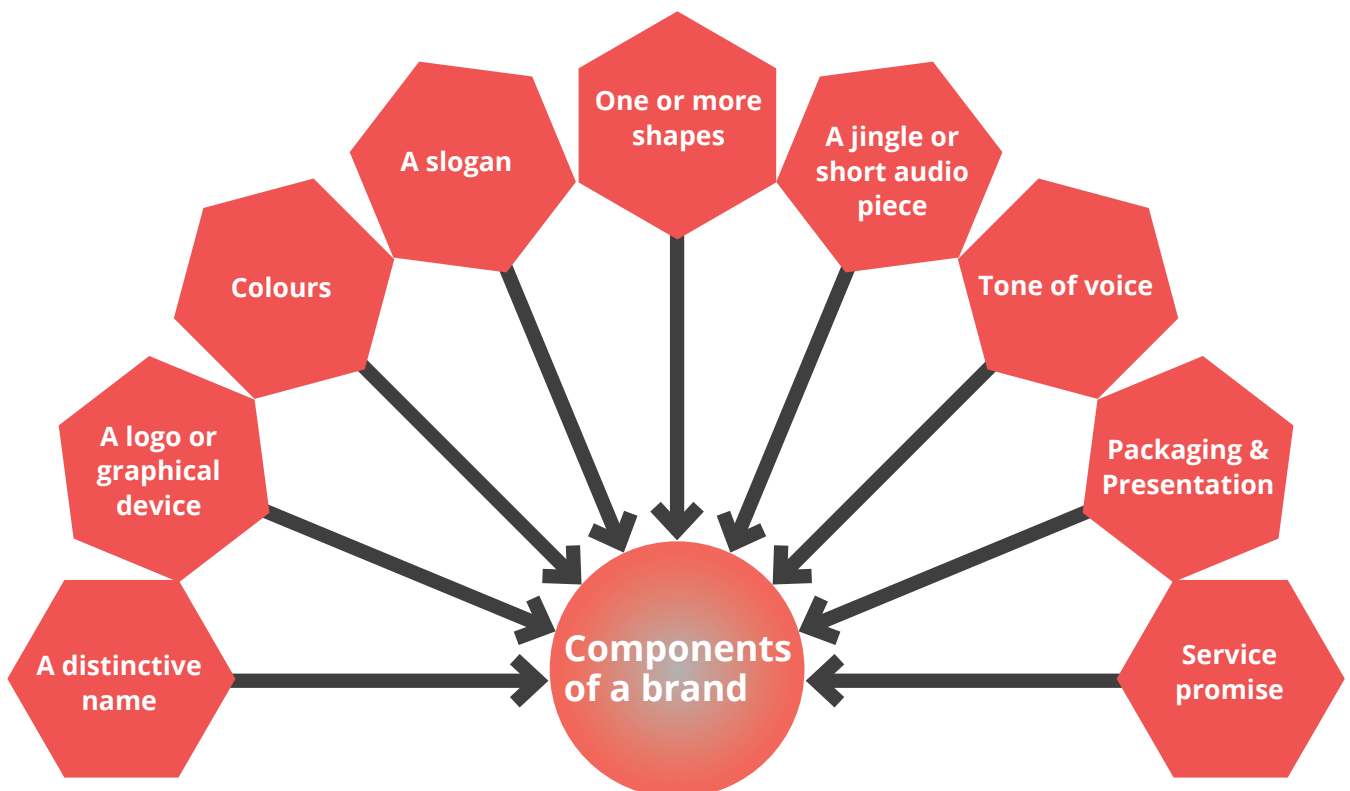 One or more
shapes
A slogan
A jingle or
short audio
piece
Colours
Tone of voice
A logo or
graphical
device
Packaging &
Presentation
A distinctive
name
Components
of a brand
Service
promise